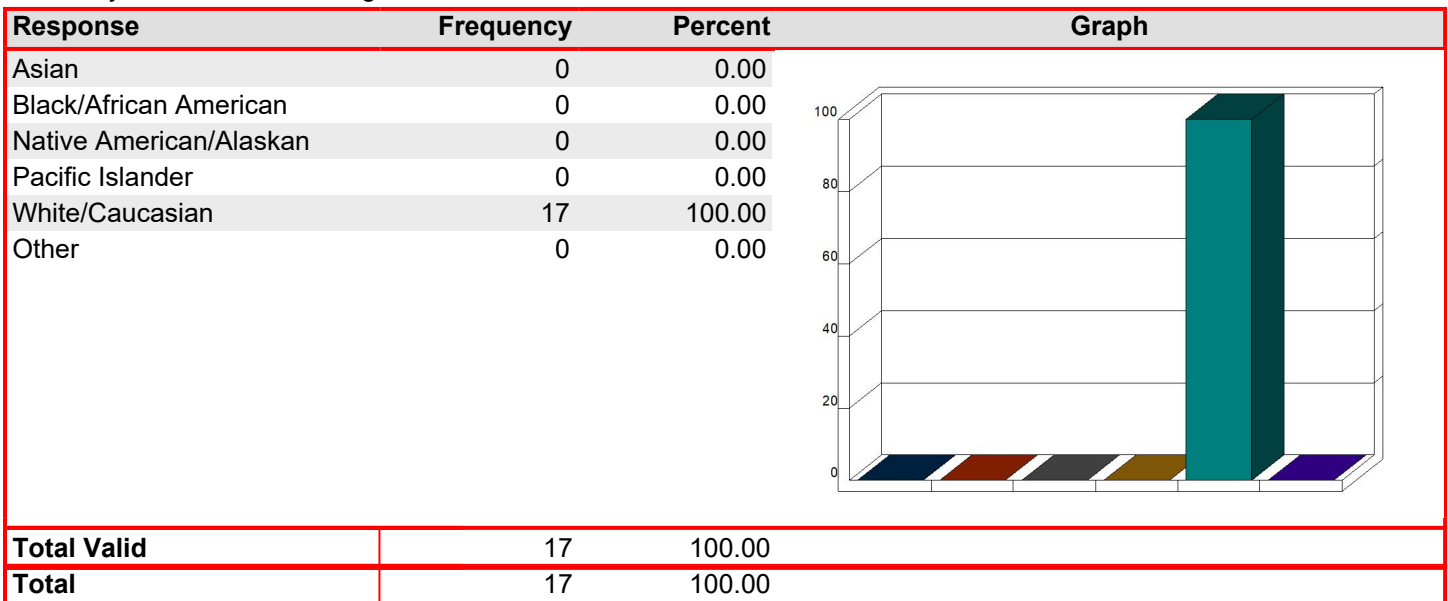 Response Frequency Percent Graph
Asian 0 0.00
Black/African American 0 0.00
Native American/Alaskan 0 0.00
Pacific Islander 0 0.00
White/Caucasian 17 100.00
Other 0 0.00
100
80
60
40
20
0
Total Valid 17 100.00
Total 17 100.00